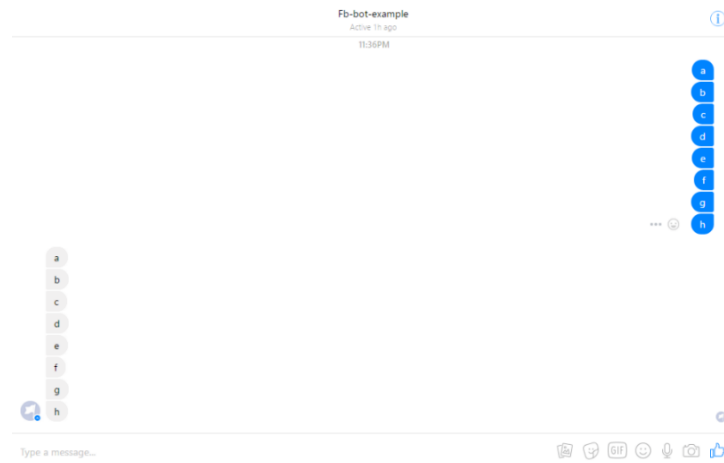 Fb-bot-example
Active 1h ago
11:36PM
a
b
c
d
e
f
g
h
a
b
c
d
e
f
g
h
Type a message...
GIF